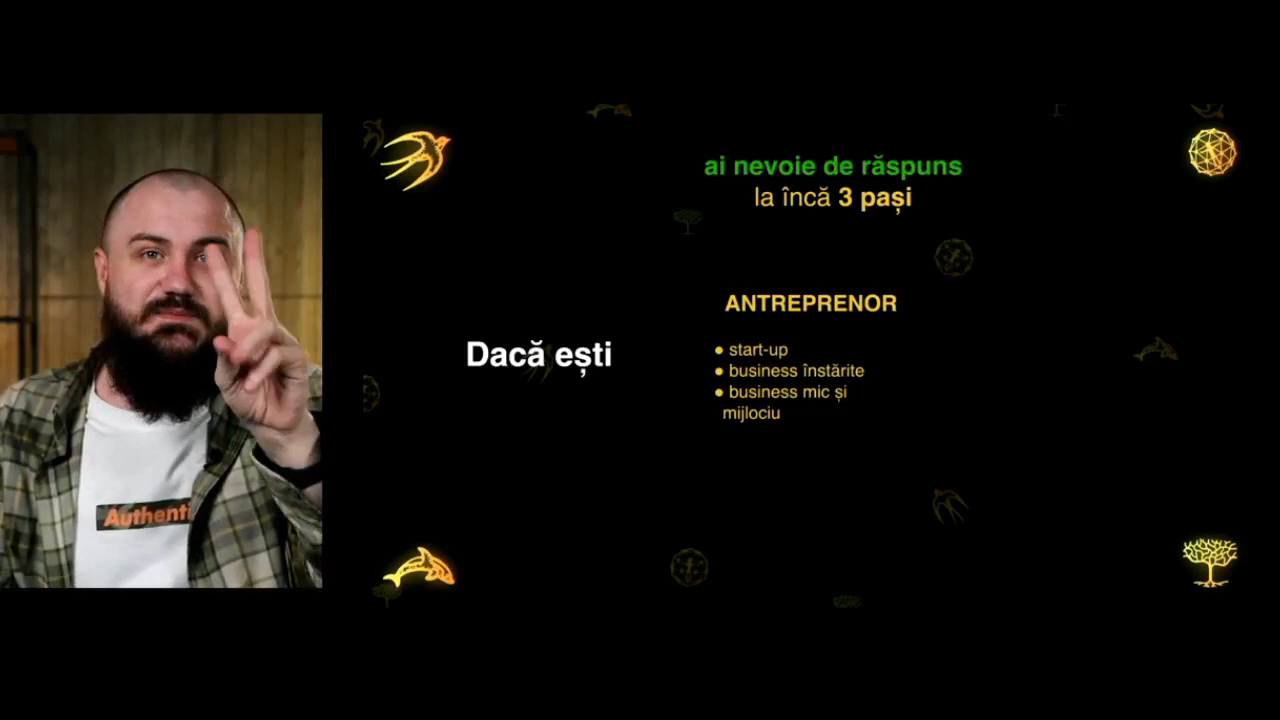 ai nevoie de răspuns
la încă 3 pași
ANTREPRENOR
Dacă ești
● start-up
● business înstărite
● business mic și
mijlociu
Authenti